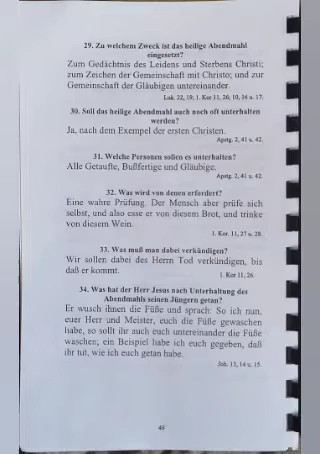 29. Zu welchem Zweck ist das heilige Abendmahl
eingesetzt?
Zum Gedächtnis des Leidens und Sterbens Christi;
zum Zeichen der Gemeinschaft mit Christo; und zur
Gemeinschaft der Gläubigen untereinander.
Luk. 22, 19; 1. Kor 11, 26; 10, 16 u. 17.
30. Soll das heilige Abendmahl auch noch oft unterhalten
werden?
Ja, nach dem Exempel der ersten Christen.
Apstg. 2, 41 u. 42.
31. Welche Personen sollen es unterhalten?
Alle Getaufte, Bußfertige und Gläubige.
Apstg. 2, 41 u. 42.
32. Was wird von denen erfordert?
Eine wahre Prüfung. Der Mensch aber prüfe sich
selbst, und also esse er von diesem Brot, und trinke
von diesem Wein.
1. Kor 11, 27 u. 28.
33. Was muß man dabei verkündigen?
Wir sollen dabei des Herrn Tod verkündigen, bis
daß er kommt.
1. Kor 11, 26.
34. Was hat der Herr Jesus nach Unterhaltung des
Abendmahls seinen Jüngern getan?
Er wusch ihnen die Füße und sprach: So ich nun,
euer Herr und Meister, euch die Füße gewaschen
habe, so sollt ihr auch euch untereinander die Füße
waschen; ein Beispiel habe ich euch gegeben, daß
ihr tut, wie ich euch getan habe.
Joh. 13, 14 u. 15.